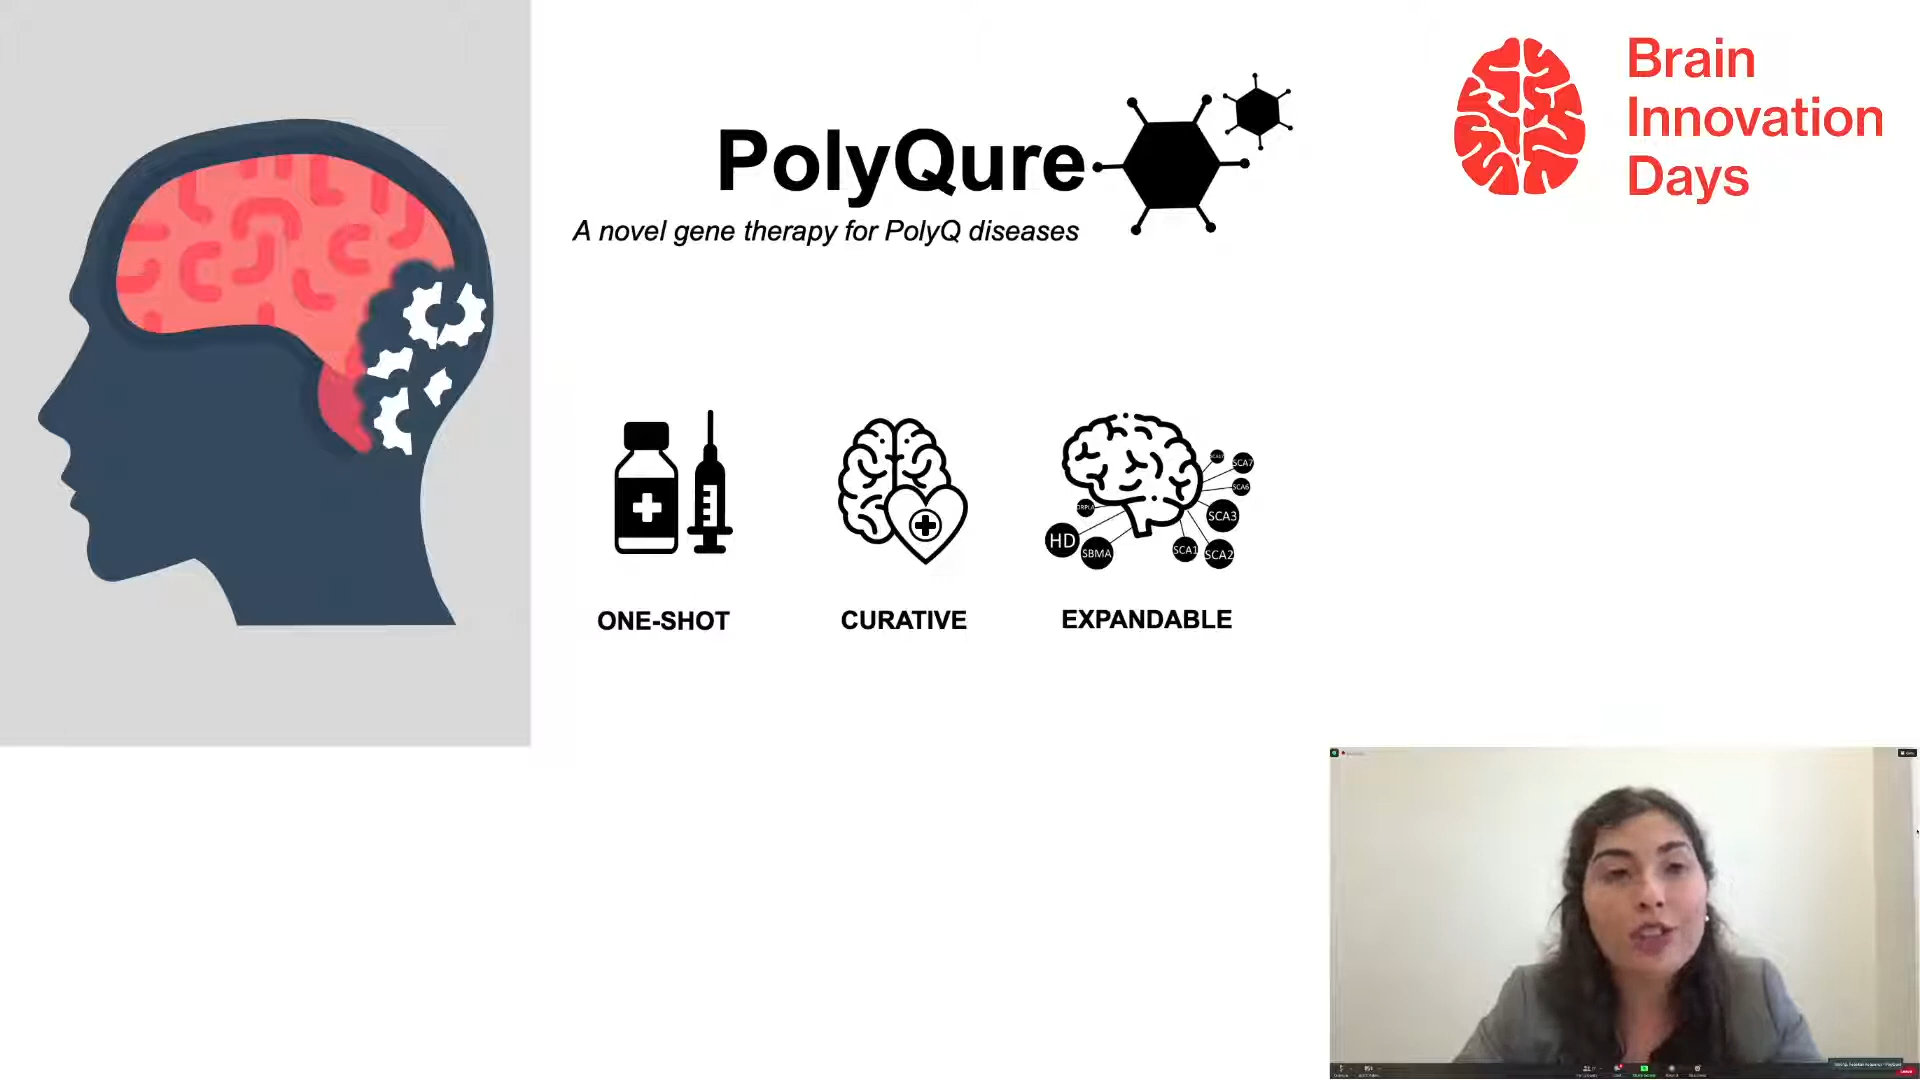 Brain
Innovation
Days
PolyQure
A novel gene therapy for PolyQ diseases
SCA7
SCA6
DRPLA
SCA3
HD
SBMA
SCA1
SCA2
ONE-SHOT
CURATIVE
EXPANDABLE